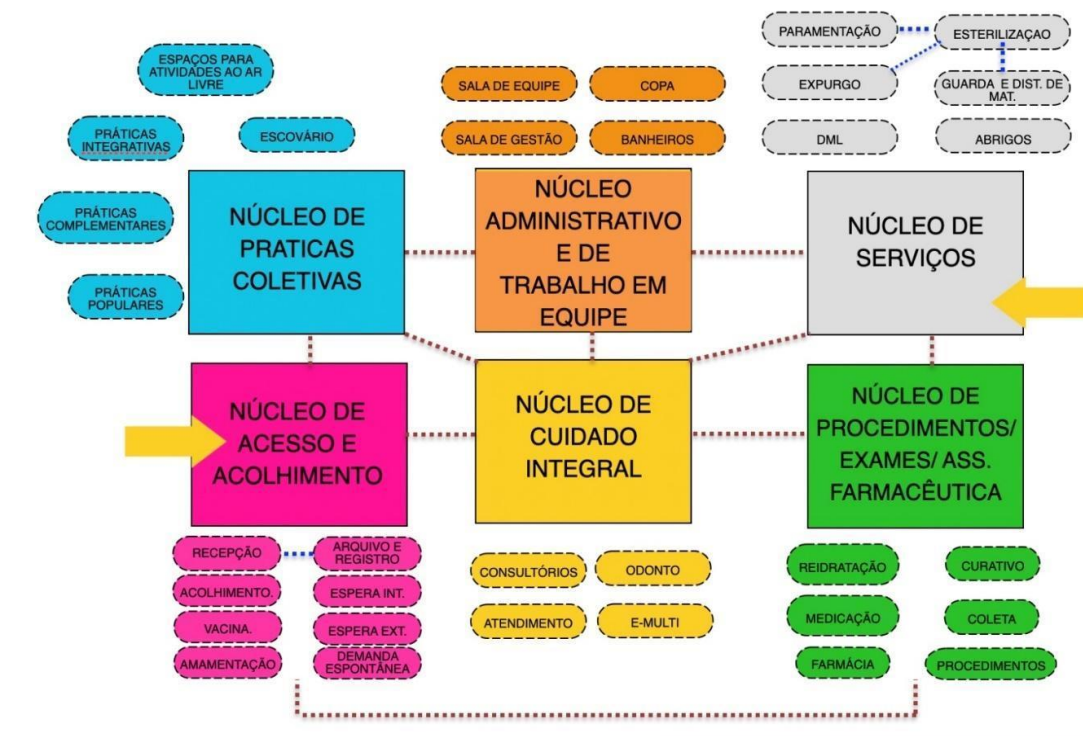 ESPAÇOS PARA
ATIVIDADES AO AR
LIVRE
PRÁTICAS
INTEGRATIVAS
ESCOVÁRIO
PRÁTICAS
COMPLEMENTARES
PRÁTICAS
POPULARES
NÚCLEO DE
PRATICAS
COLETIVAS
SALA DE EQUIPE
COPA
SALA DE GESTÃO
BANHEIROS
NÚCLEO
ADMINISTRATIVO
E DE
TRABALHO EM
EQUIPE
PARAMENTAÇÃO
ESTERILIZAÇAO
EXPURGO
GUARDA E DIST. DE
MAT.
DML
ABRIGOS
NÚCLEO DE
SERVIÇOS
NÚCLEO DE
ACESSO E
ACOLHIMENTO
RECEPÇÃO
ARQUIVO E
REGISTRO
ACOLHIMENTO.
ESPERA INT.
VACINA.
ESPERA EXT.
AMAMENTAÇÃO
DEMANDA
ESPONTÂNEA
NÚCLEO DE
CUIDADO
INTEGRAL
CONSULTÓRIOS
ODONTO
ATENDIMENTO
E-MULTI
NÚCLEO DE
PROCEDIMENTOS/
EXAMES/ ASS.
FARMACÊUTICA
REIDRATAÇÃO
CURATIVO
MEDICAÇÃO
COLETA
FARMÁCIA
PROCEDIMENTOS